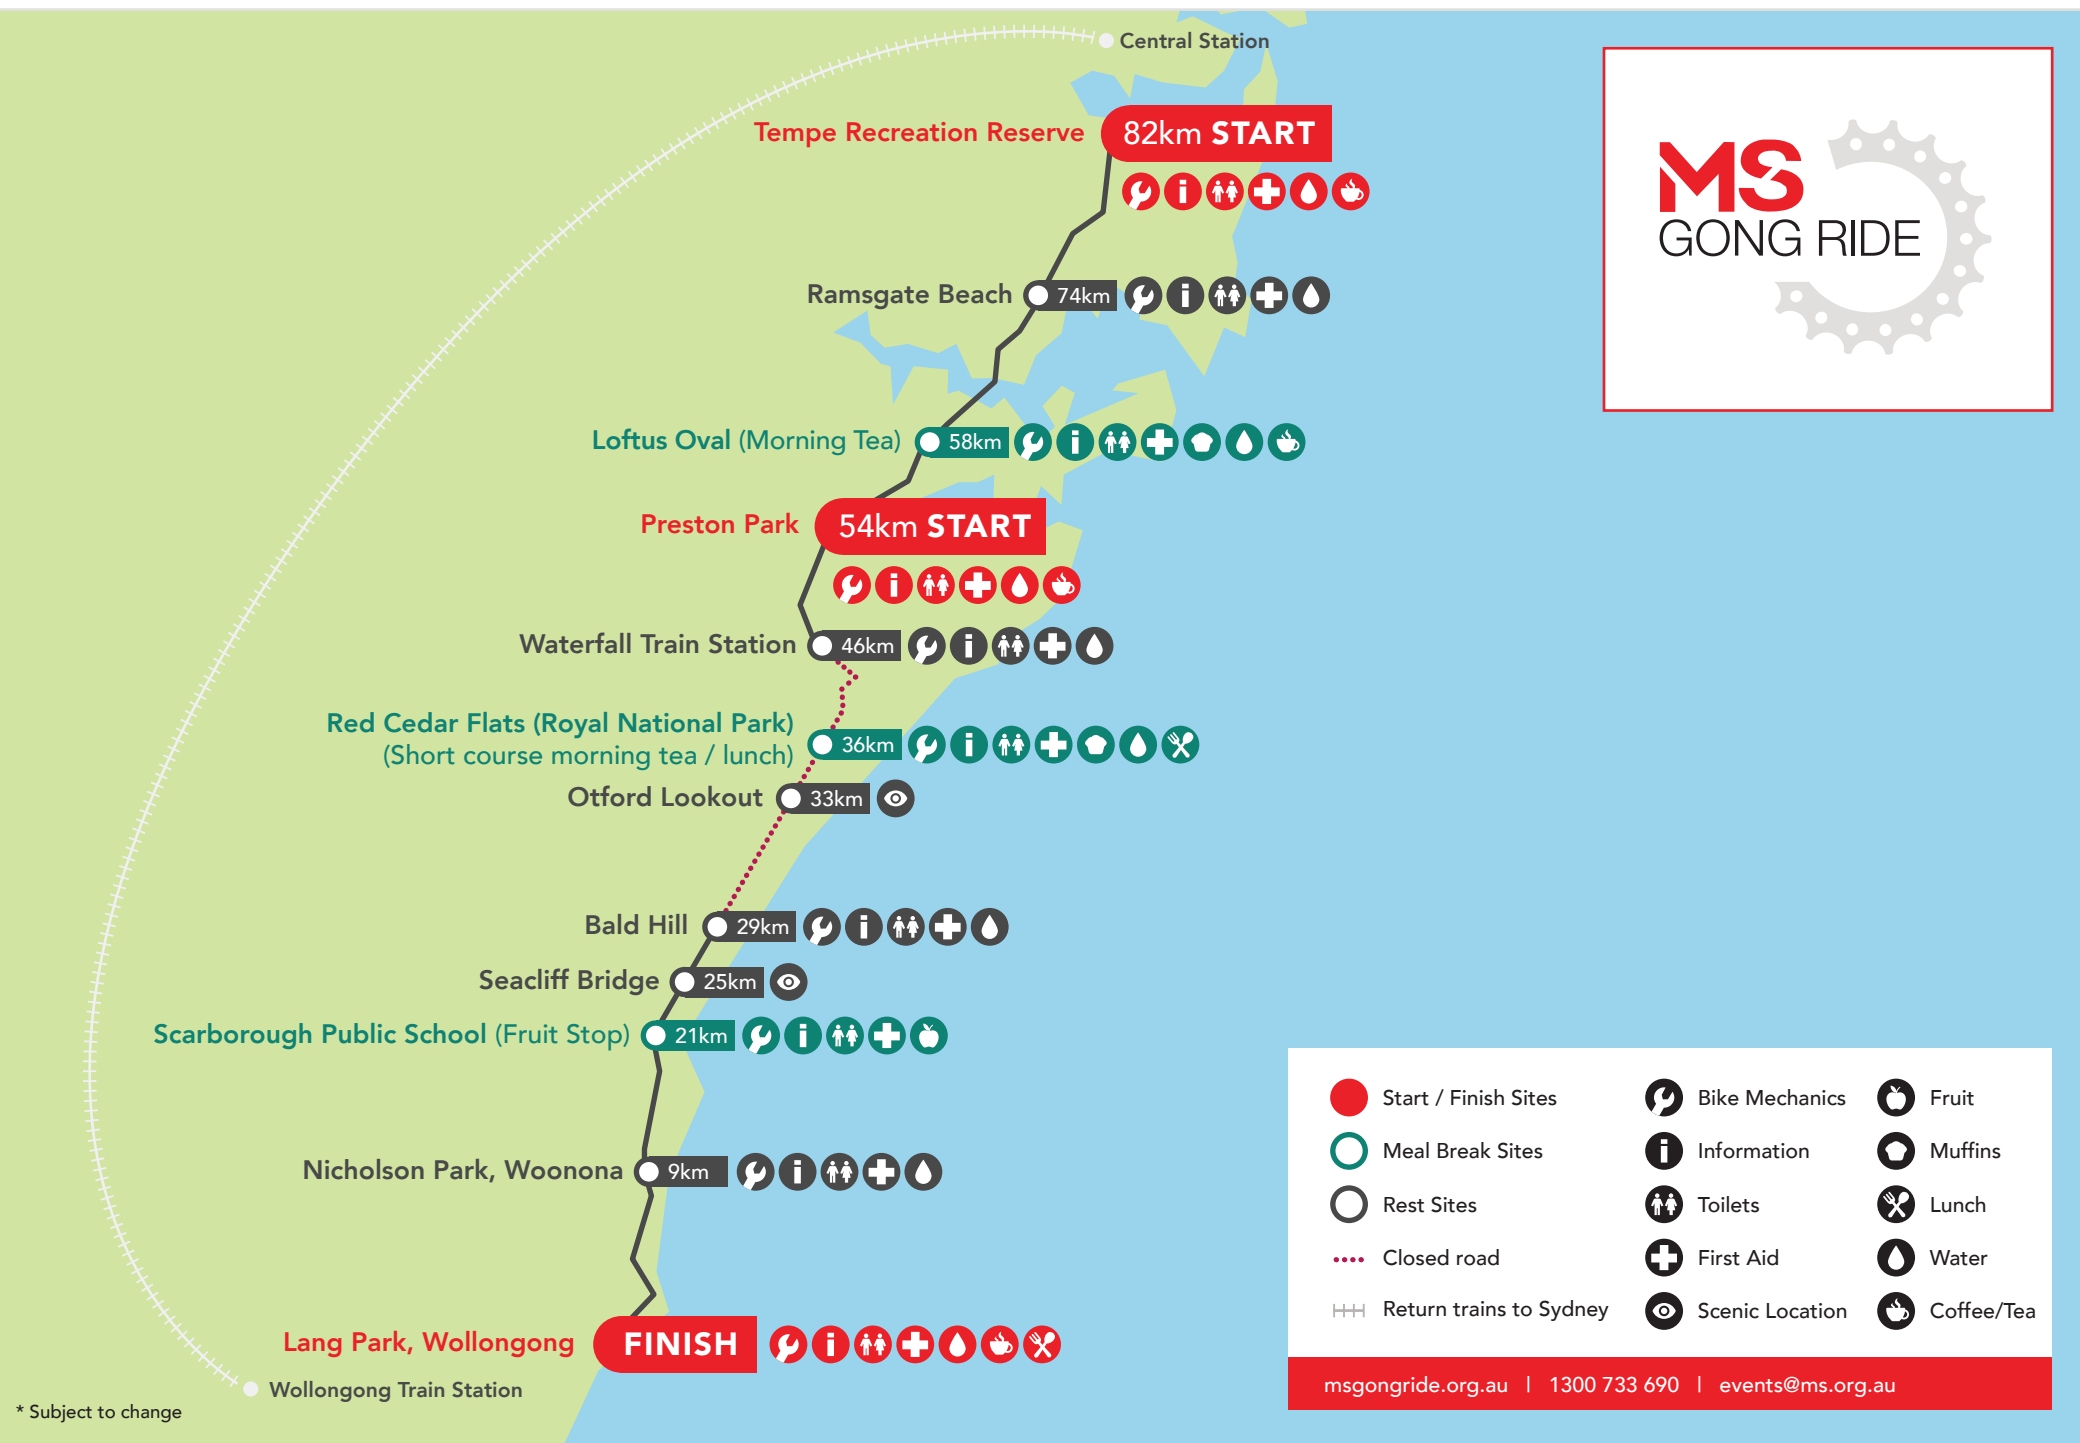 Central Station
Tempe Recreation Reserve 82km START
Ramsgate Beach 74km
Loftus Oval (Morning Tea) 58km
Preston Park 54km START
Waterfall Train Station 46km
Red Cedar Flats (Royal National Park)
(Short course morning tea / lunch) 36km
Otford Lookout 33km
Bald Hill 29km
Seacliff Bridge 25km
Scarborough Public School (Fruit Stop) 21km
Nicholson Park, Woonona 9km
Lang Park, Wollongong FINISH
Wollongong Train Station
* Subject to change
MS
GONG RIDE
Start / Finish Sites
Meal Break Sites
Rest Sites
Closed road
Return trains to Sydney
Bike Mechanics
Information
Toilets
First Aid
Scenic Location
Fruit
Muffins
Lunch
Water
Coffee/Tea
msgongride.org.au | 1300 733 690 | events@ms.org.au